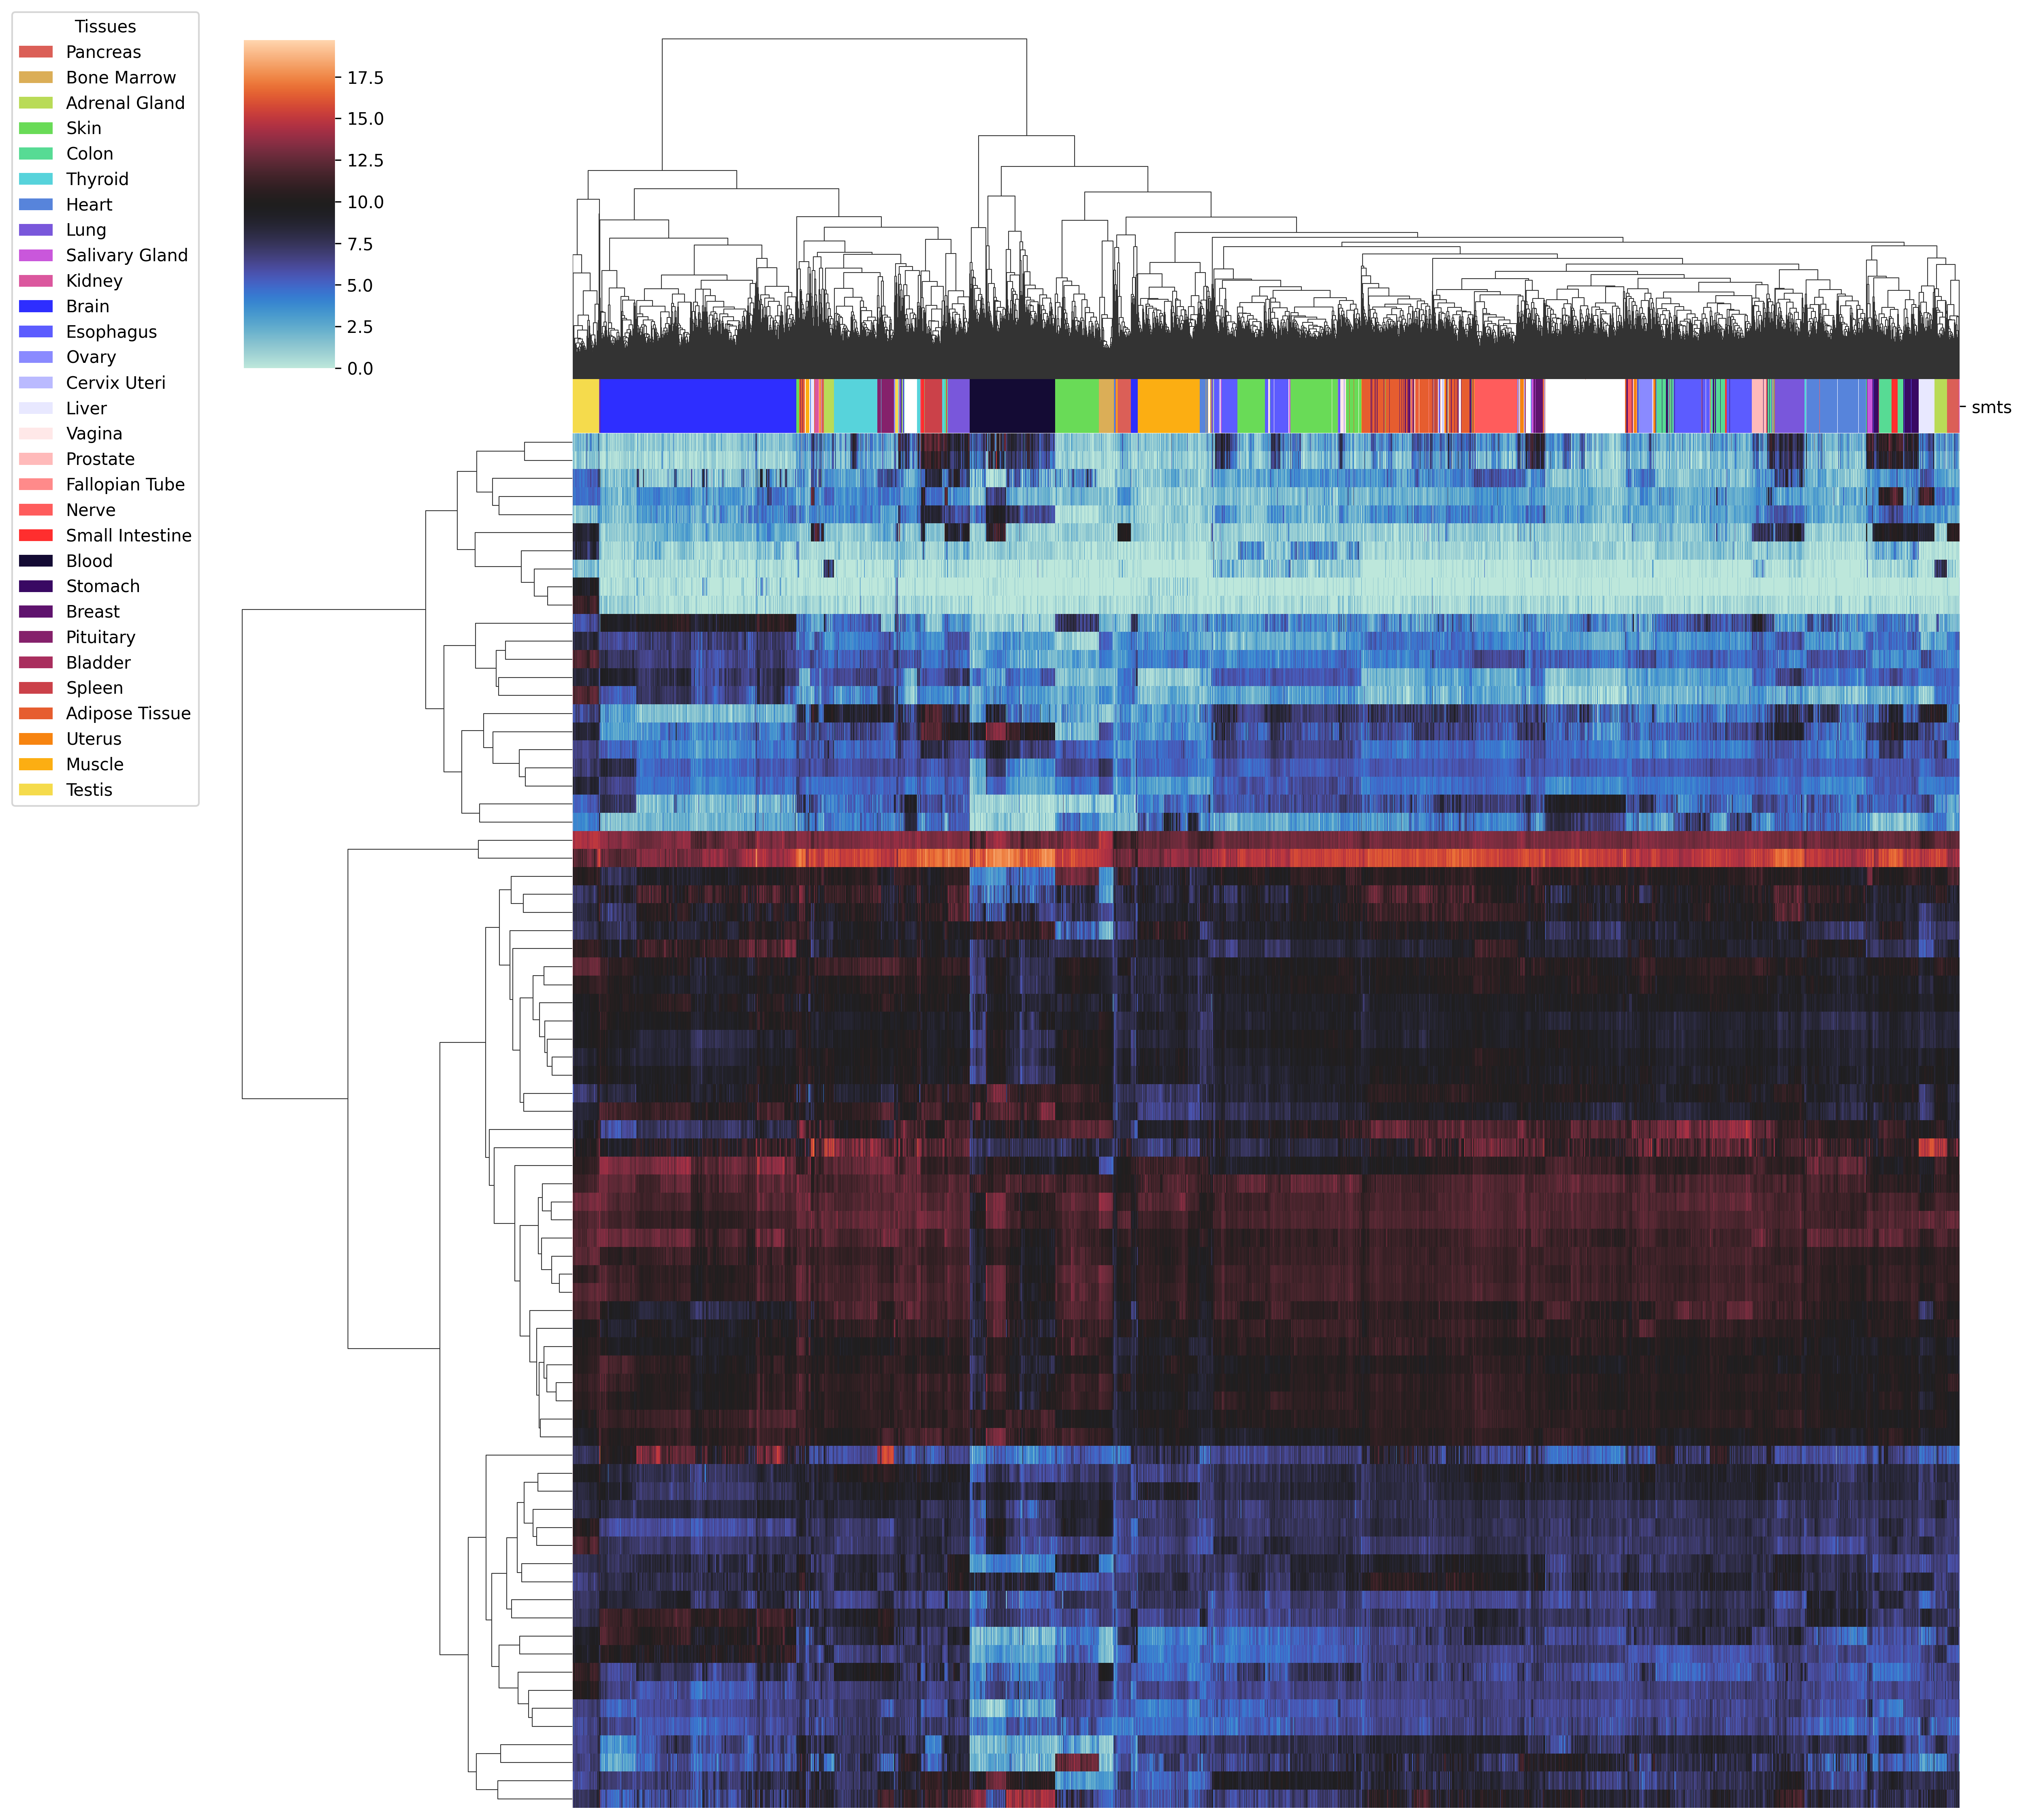 Tissues
Pancreas
Bone Marrow
Adrenal Gland
Skin
Colon
Thyroid
Heart
Lung
Salivary Gland
Kidney
Brain
Esophagus
Ovary
Cervix Uteri
Liver
Vagina
Prostate
Fallopian Tube
Nerve
Small Intestine
Blood
Stomach
Breast
Pituitary
Bladder
Spleen
Adipose Tissue
Uterus
Muscle
Testis
17.5
15.0
12.5
10.0
7.5
5.0
2.5
0.0
smts